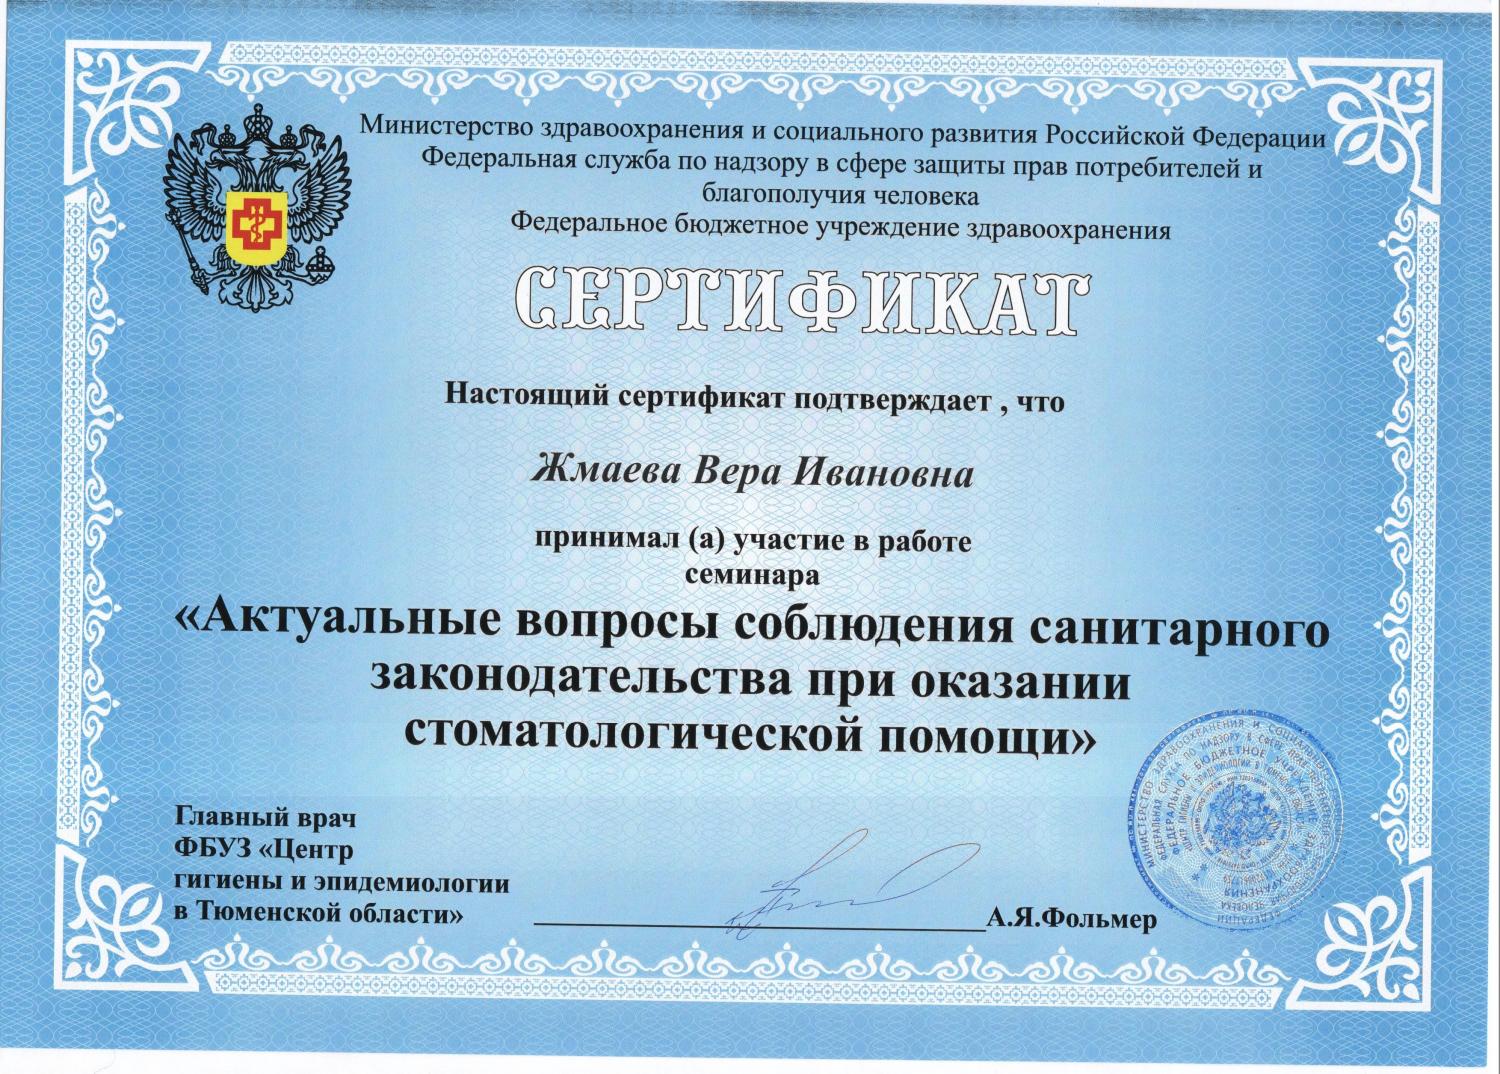 Министерство здравоохранения и социального развития Российской Федерации
Федеральная служба по надзору в сфере защиты прав потребителей и
благополучия человека
Федеральное бюджетное учреждение здравоохранения
СЕРТИФИКАТ
Настоящий сертификат подтверждает , что
Жмаева Вера Ивановна
принимал (а) участие в работе
семинара
«Актуальные вопросы соблюдения санитарного
законодательства при оказании
стоматологической помощи»
Главный врач
ФБУЗ «Центр
гигиены и эпидемиологии
в Тюменской области»
А.Я.Фольмер